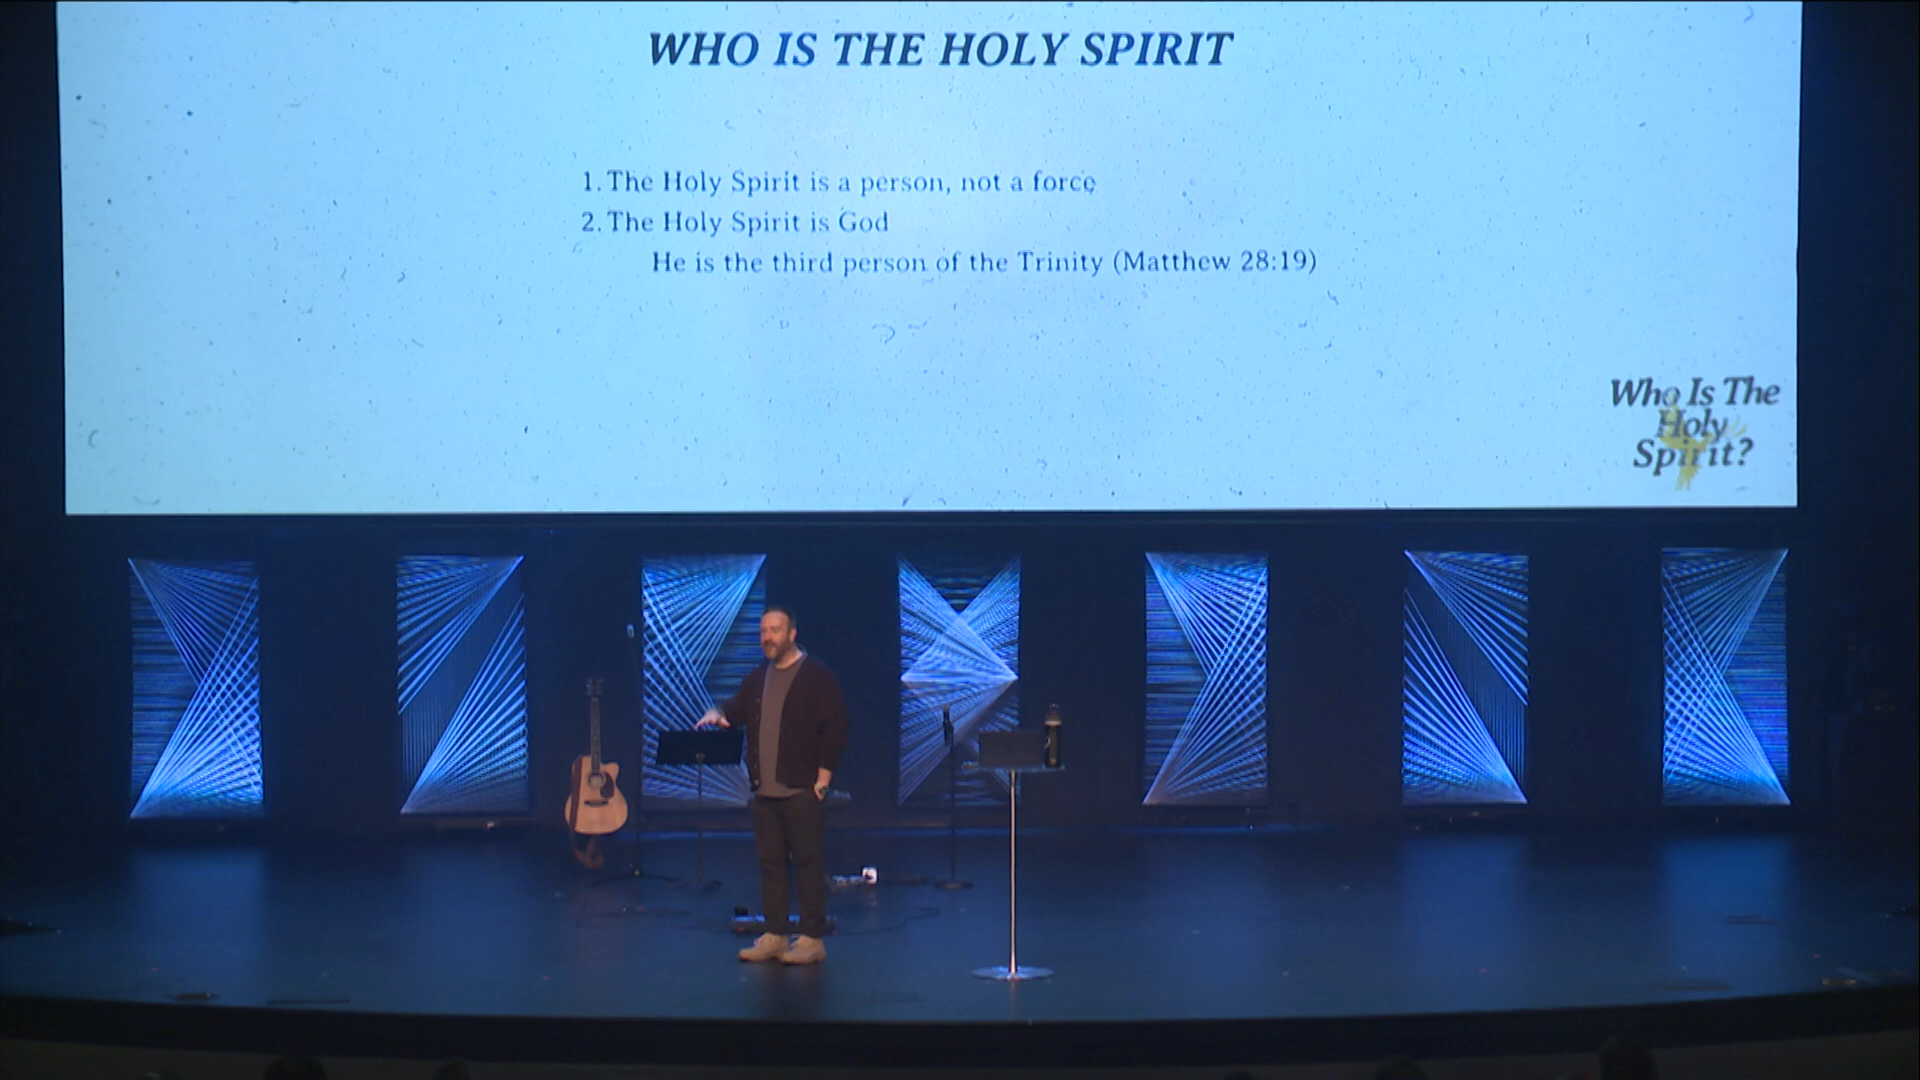 WHO IS THE HOLY SPIRIT
1. The Holy Spirit is a person, not a force
2. The Holy Spirit is God
He is the third person of the Trinity (Matthew 28:19)
Who Is The
Holy
Spirit?